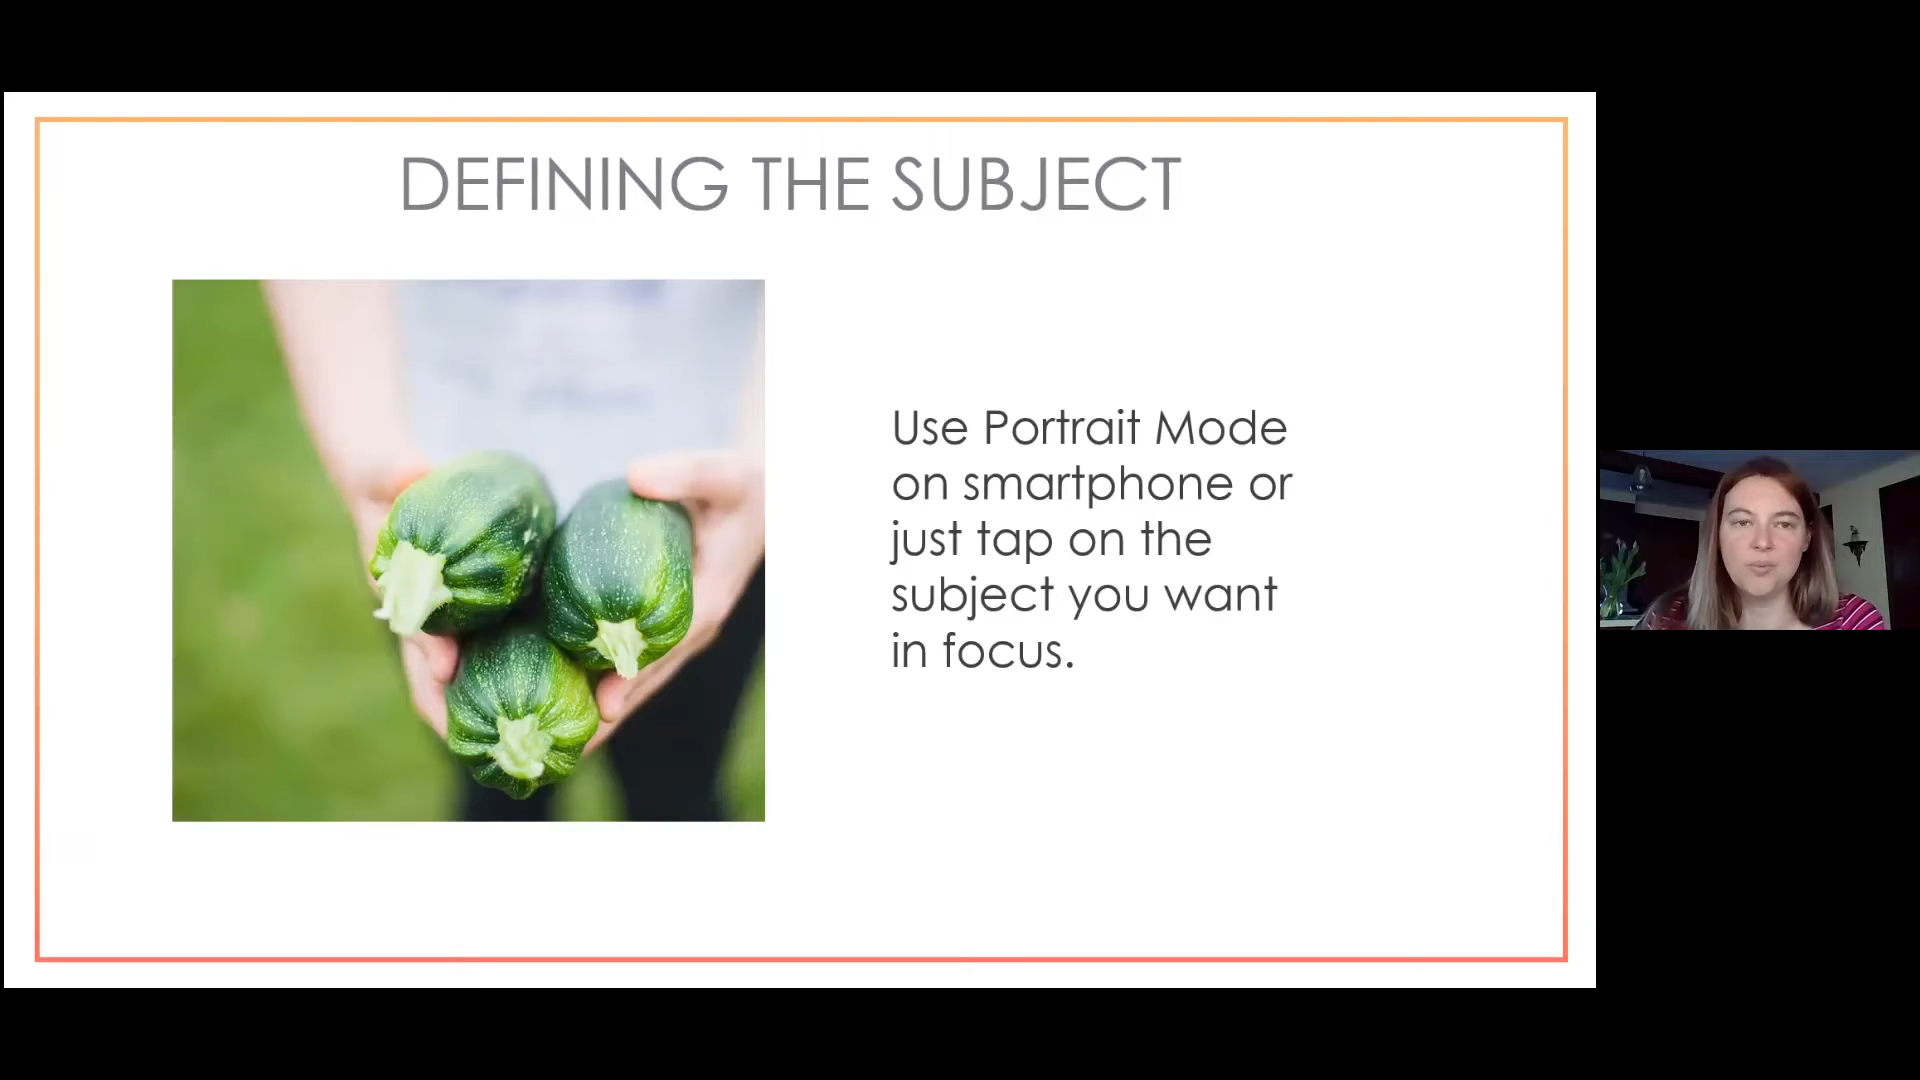 DEFINING THE SUBJECT
Use Portrait Mode
on smartphone or
just tap on the
subject you want
in focus.